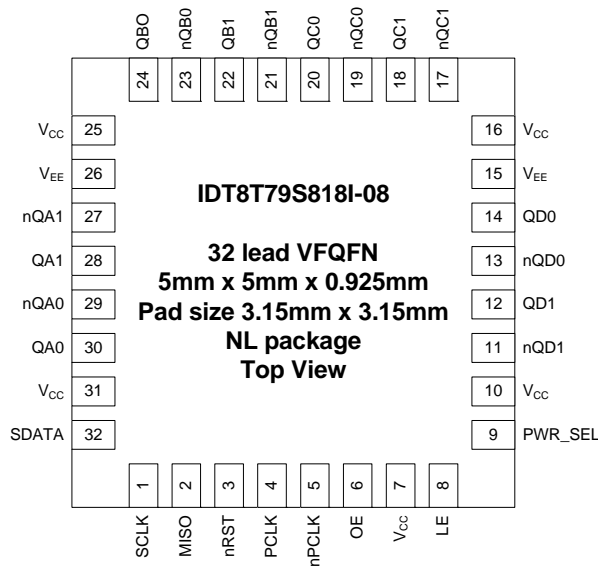 QBO
nQB0
QB1
nQB1
QC0
nQC0
QC1
nQC1
24
23
22
21
20
19
18
17
VCC 25
VEE 26
nQA1 27
QA1 28
nQA0 29
QA0 30
VCC 31
SDATA 32
IDT8T79S818I-08
32 lead VFQFN
5mm x 5mm x 0.925mm
Pad size 3.15mm x 3.15mm
NL package
Top View
16 VCC
15 VEE
14 QD0
13 nQD0
12 QD1
11 nQD1
10 VCC
9 PWR_SEL
1
2
3
4
5
6
7
8
SCLK
MISO
nRST
PCLK
nPCLK
OE
VCC
LE